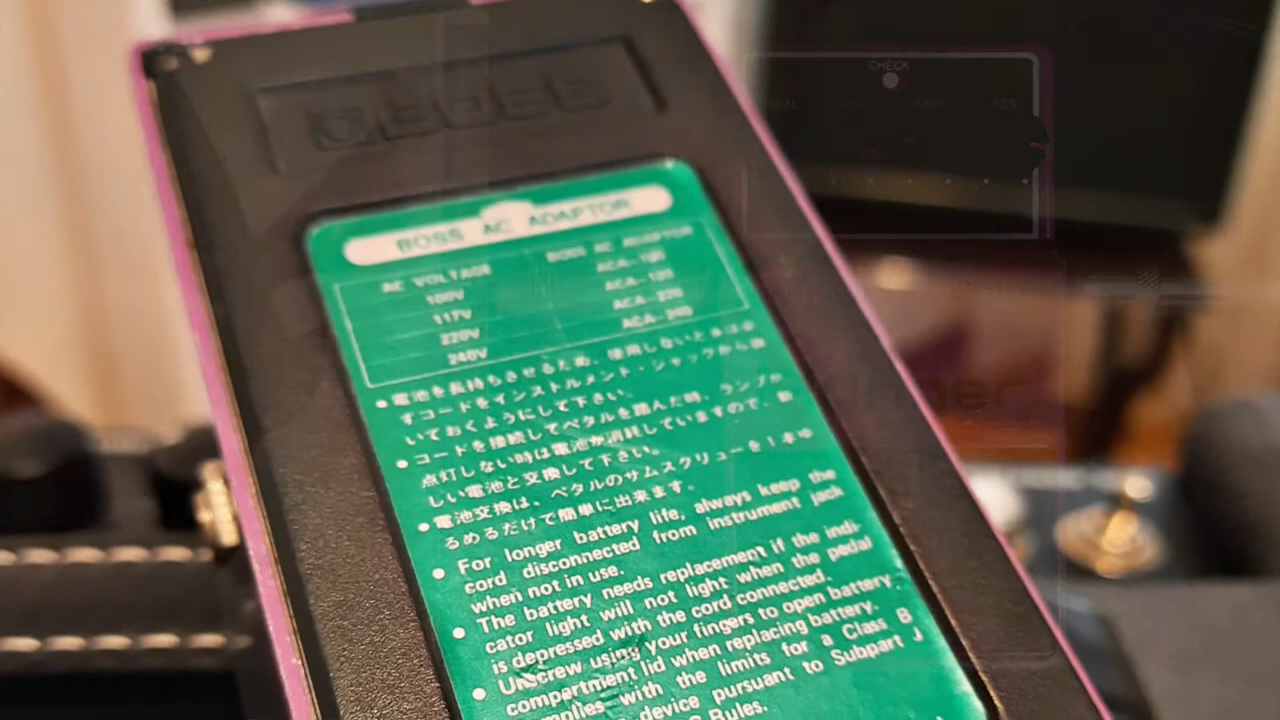 BOSS
CHECK
BOSS AC ADAPTOR
AC VOLTAGE BOSS AC ADAPTOR
100V ACA-100
117V ACA-120
220V ACA-220
240V ACA-240
●電池を長持ちさせるため、使用しないときは必
ずコードをインストルメント・ジャックから抜
いておくようにして下さい。
●コードを接続してペダルを踏んだ時、ランプが
点灯しない時は電池が消耗していますので、新
しい電池と交換して下さい。
●電池交換は、ペタルのサムスクリューを1本ゆ
るめるだけで簡単に出来ます。
● For longer battery life, always keep the
cord disconnected from instrument jack
when not in use.
● The battery needs replacement if the indi-
cator light will not light when the pedal
is depressed with the cord connected.
● Unscrew using your fingers to open battery
compartment lid when replacing battery.
complies with the limits for a Class B
device pursuant to Subpart J
Rules.